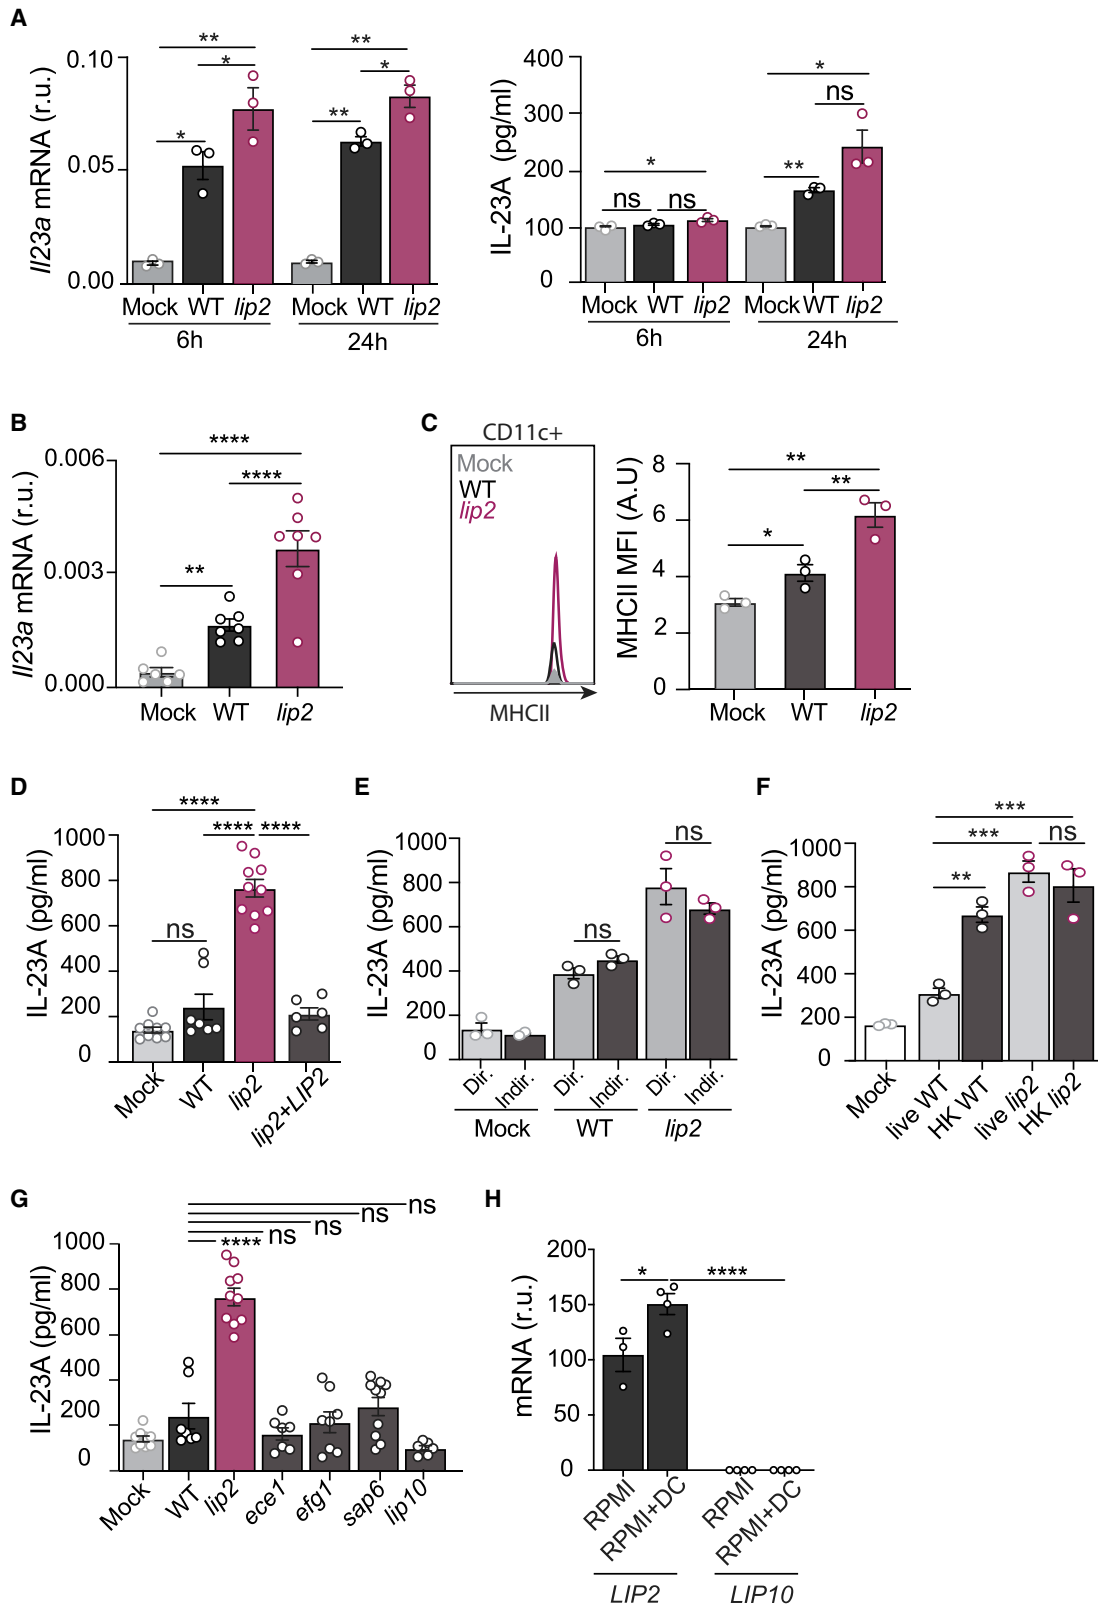 A
Il23a mRNA (r.u.)
0.10
0.05
0.00
** * * ** * **
Mock WT lip2 Mock WT lip2
6h 24h
IL-23A (pg/ml)
400
300
200
100
0
* ns ns * ns **
Mock WT lip2 Mock WT lip2
6h 24h
B
Il23a mRNA (r.u.)
0.006
0.003
0.000
****
****
**
Mock WT lip2
C
CD11c+
Mock
WT
lip2
MHCII
MHCII MFI (A.U)
8
6
4
2
0
**
**
*
Mock WT lip2
D
IL-23A (pg/ml)
1000
800
600
400
200
0
****
**** ****
ns
Mock WT lip2 lip2+LIP2
E
IL-23A (pg/ml)
1000
800
600
400
200
0
ns
ns
Dir. Indir. Dir. Indir. Dir. Indir.
Mock WT lip2
F
IL-23A (pg/ml)
1000
800
600
400
200
0
***
*** ns
**
Mock live WT HK WT live lip2 HK lip2
G
IL-23A (pg/ml)
1000
800
600
400
200
0
ns
ns
ns
ns
****
Mock WT lip2 ece1 efg1 sap6 lip10
H
mRNA (r.u.)
200
150
100
50
0
* ****
RPMI RPMI+DC RPMI RPMI+DC
LIP2 LIP10